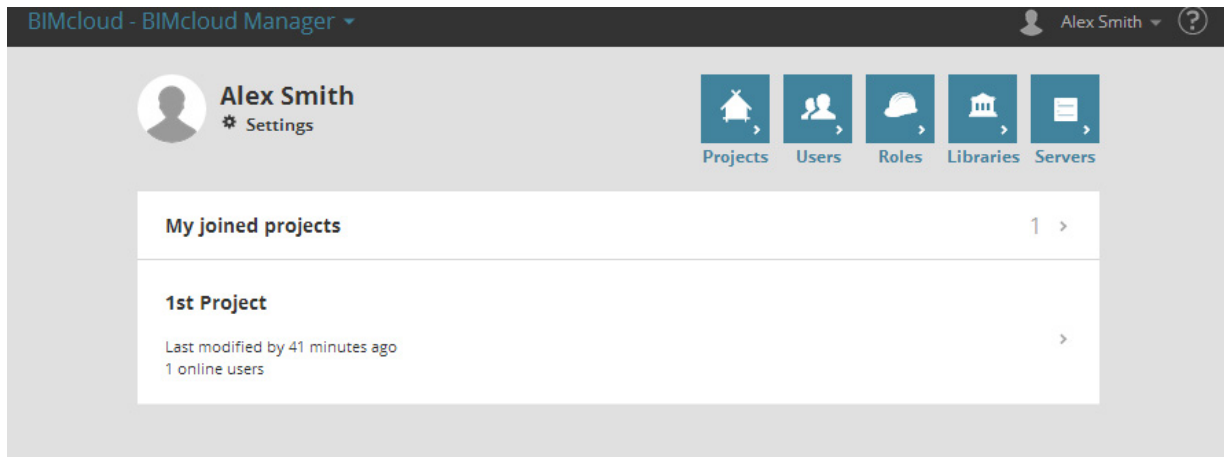 BIMcloud - BIMcloud Manager
Alex Smith
?
Alex Smith
Settings
Projects Users Roles Libraries Servers
My joined projects 1
1st Project
Last modified by 41 minutes ago
1 online users